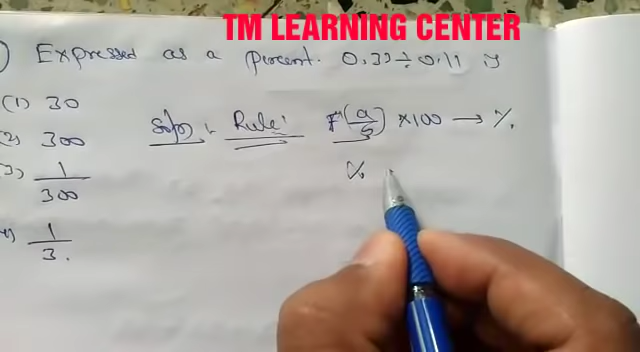 TM LEARNING CENTER
) Expressed as a percent. 0.33 ÷ 0.11 is
(1) 30
Soln: Rule: F(a/b) ×100 → %.
(2) 300
%
3) 1/300
4) 1/3.